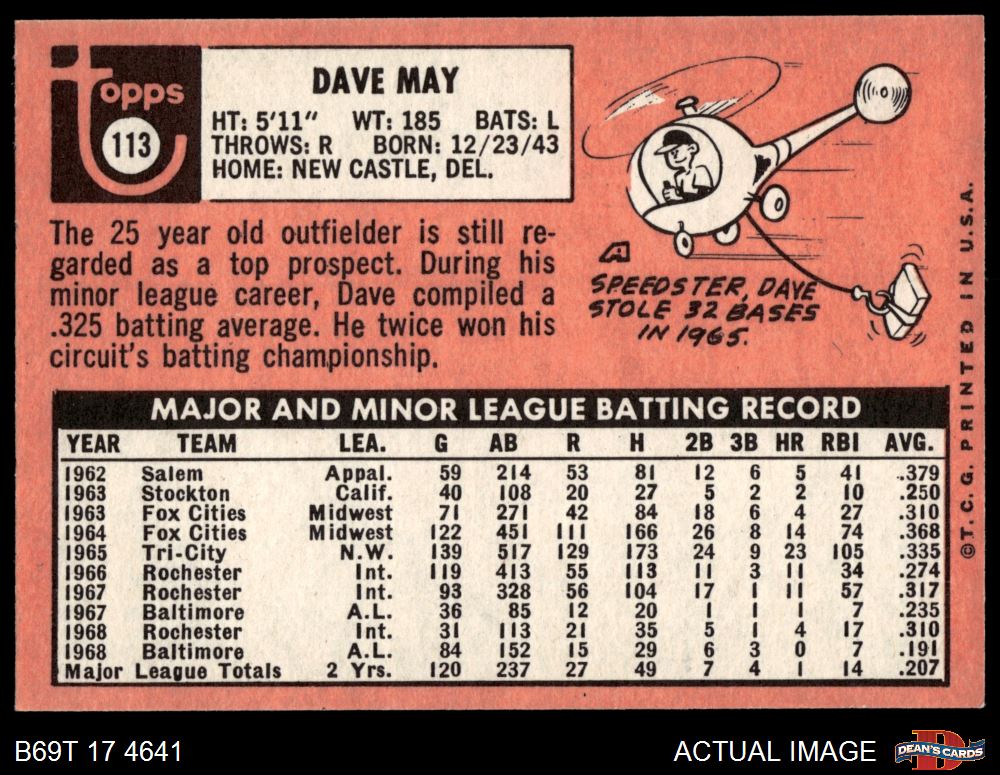 topps
113
DAVE MAY
HT: 5'11" WT: 185 BATS: L
THROWS: R BORN: 12/23/43
HOME: NEW CASTLE, DEL.
The 25 year old outfielder is still re-
garded as a top prospect. During his
minor league career, Dave compiled a
.325 batting average. He twice won his
circuit's batting championship.
A
SPEEDSTER, DAVE
STOLE 32 BASES
IN 1965.
MAJOR AND MINOR LEAGUE BATTING RECORD
YEAR TEAM LEA. G AB R H 2B 3B HR RBI AVG.
1962 Salem Appal. 59 214 53 81 12 6 5 41 .379
1963 Stockton Calif. 40 108 20 27 5 2 2 10 .250
1963 Fox Cities Midwest 71 271 42 84 18 6 4 27 .310
1964 Fox Cities Midwest 122 451 111 166 26 8 14 74 .368
1965 Tri-City N.W. 139 517 129 173 24 9 23 105 .335
1966 Rochester Int. 119 413 55 113 11 3 11 34 .274
1967 Rochester Int. 93 328 56 104 17 1 11 57 .317
1967 Baltimore A.L. 36 85 12 20 1 1 1 7 .235
1968 Rochester Int. 31 113 21 35 5 1 4 17 .310
1968 Baltimore A.L. 84 152 15 29 6 3 0 7 .191
Major League Totals 2 Yrs. 120 237 27 49 7 4 1 14 .207
©T.C.G. PRINTED IN U.S.A.
B69T 17 4641
ACTUAL IMAGE
DEAN'S CARDS